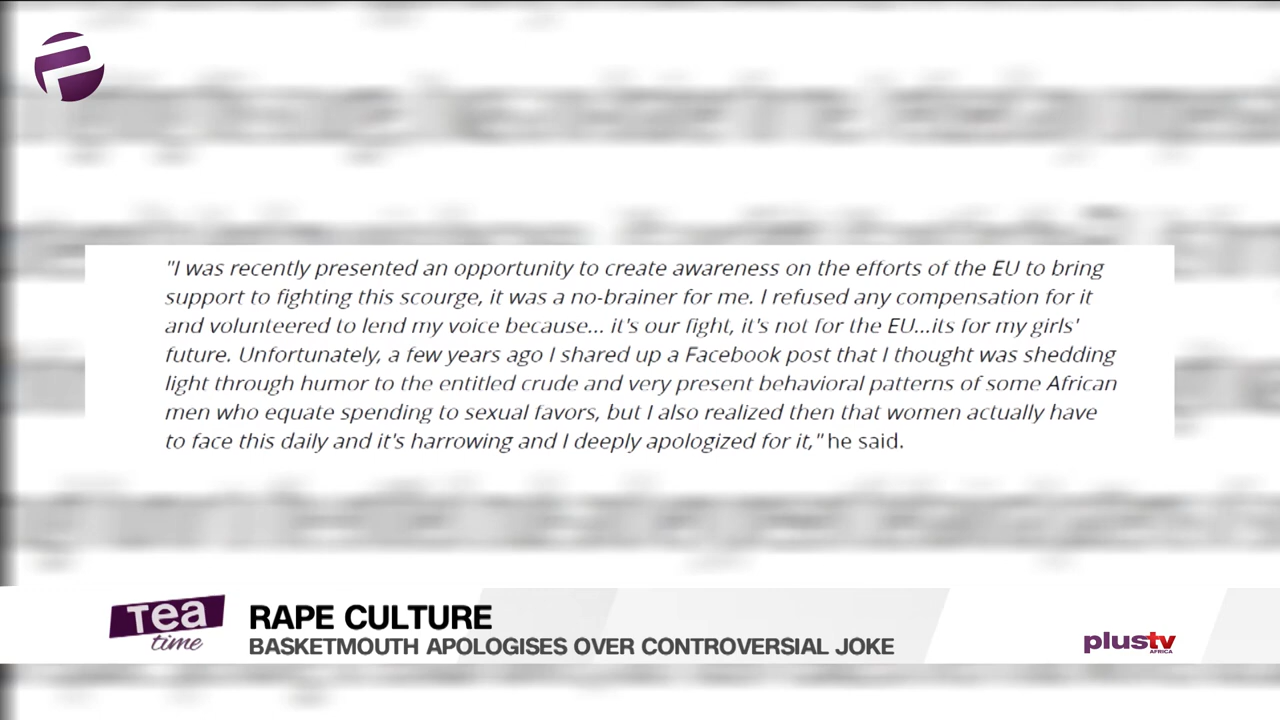 "I was recently presented an opportunity to create awareness on the efforts of the EU to bring
support to fighting this scourge, it was a no-brainer for me. I refused any compensation for it
and volunteered to lend my voice because... it's our fight, it's not for the EU...its for my girls'
future. Unfortunately, a few years ago I shared up a Facebook post that I thought was shedding
light through humor to the entitled crude and very present behavioral patterns of some African
men who equate spending to sexual favors, but I also realized then that women actually have
to face this daily and it's harrowing and I deeply apologized for it," he said.
Tea
time
RAPE CULTURE
BASKETMOUTH APOLOGISES OVER CONTROVERSIAL JOKE
plustv
AFRICA